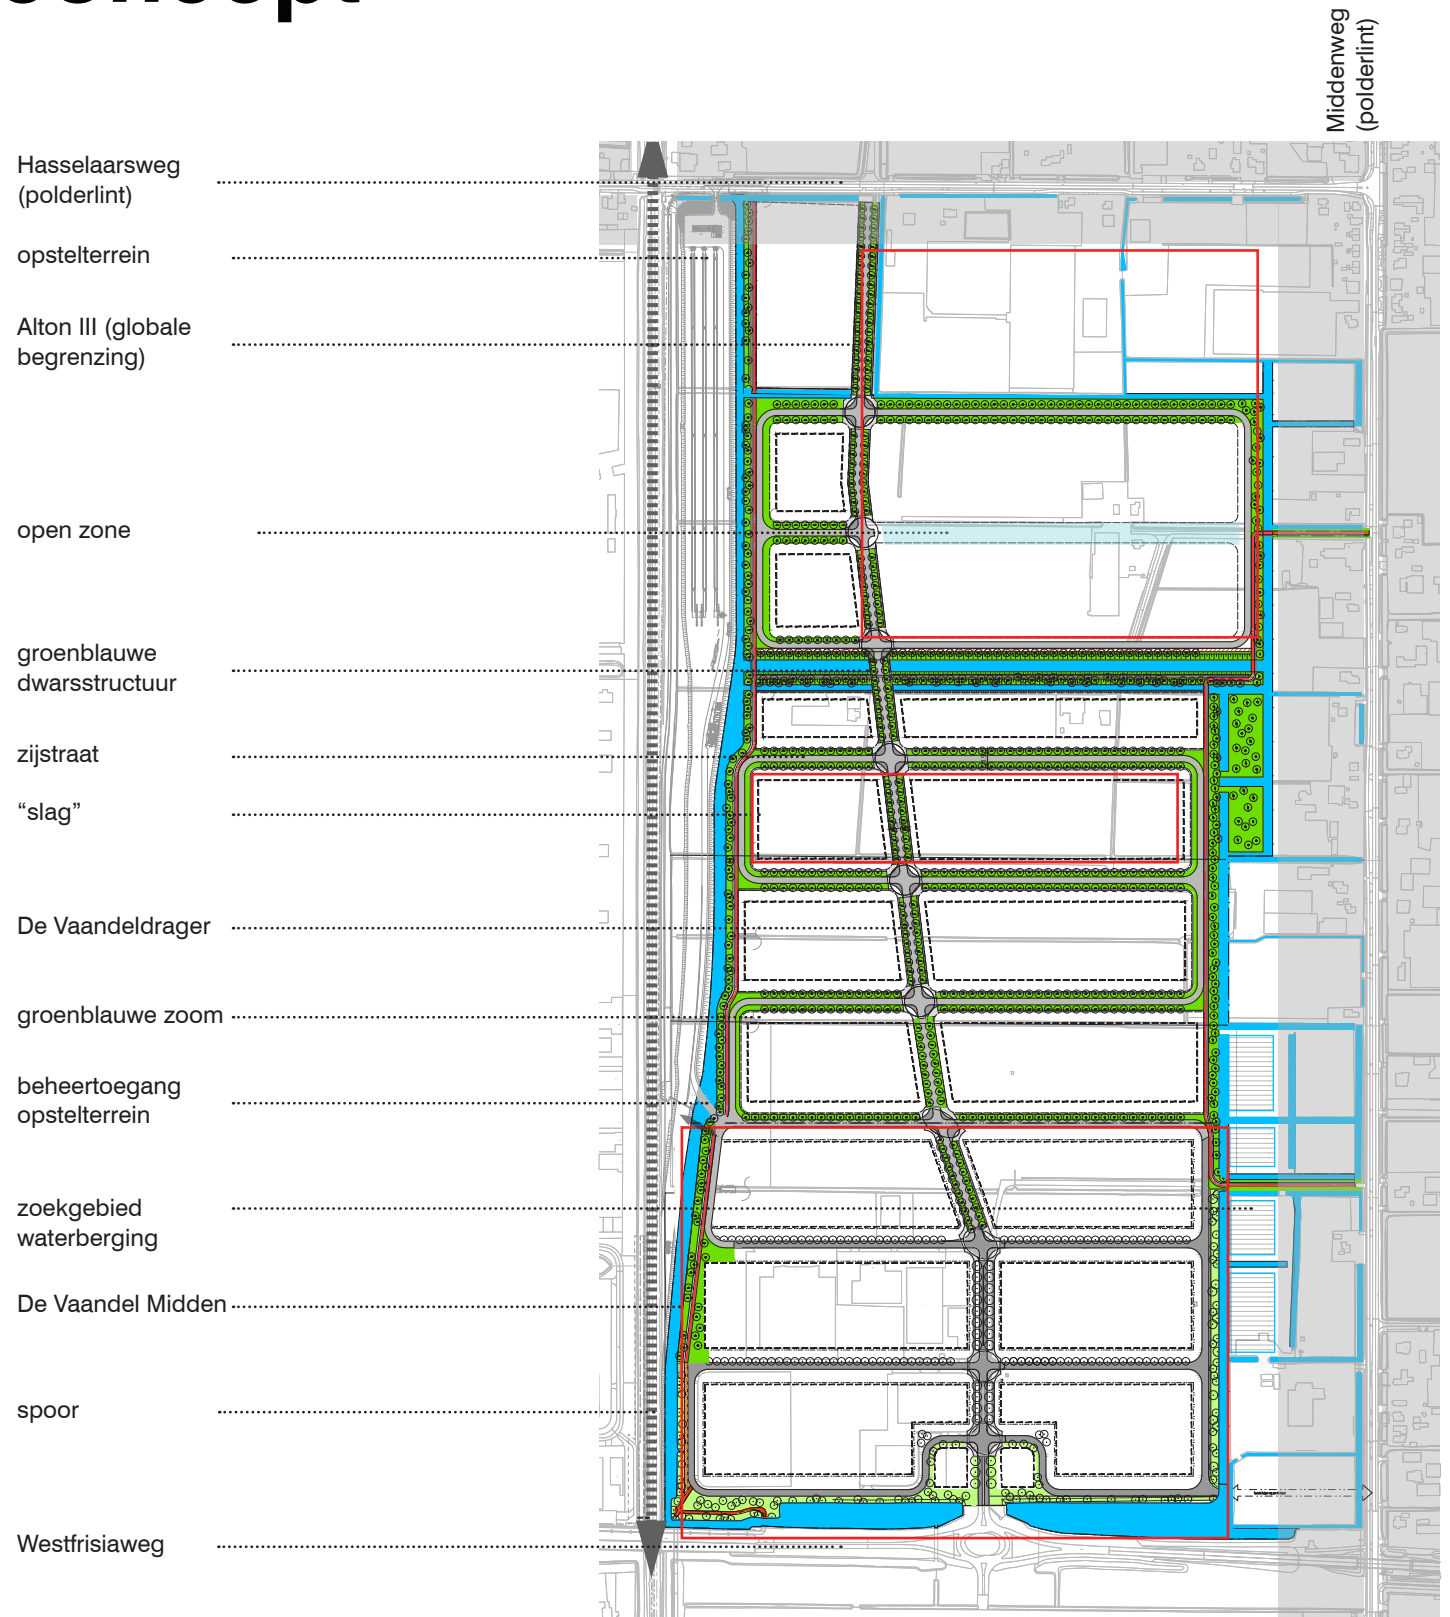 concept
Middenweg
(polderlint)
Hasselaarsweg
(polderlint)
opstelterrein
Alton III (globale
begrenzing)
open zone
groenblauwe
dwarsstructuur
zijstraat
“slag”
De Vaandeldrager
groenblauwe zoom
beheertoegang
opstelterrein
zoekgebied
waterberging
De Vaandel Midden
spoor
Westfrisiaweg